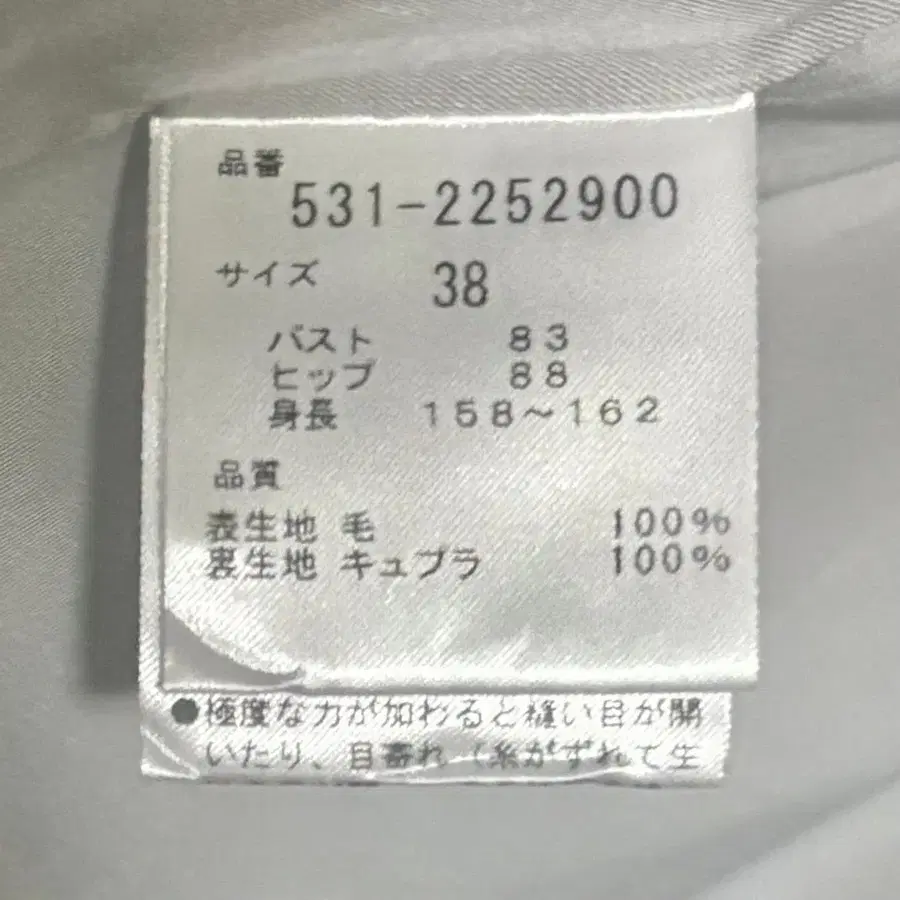 品番
531-2252900
サイズ 38
バスト 83
ヒップ 88
身長 158〜162
品質
表生地 毛 100%
裏生地 キュプラ 100%
●極度な力が加わると縫い目が開
いたり、目寄れ（糸がずれて生